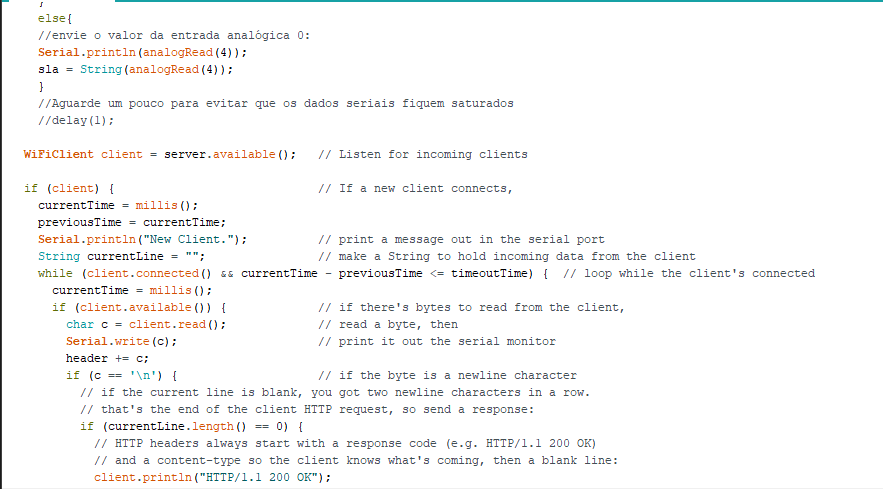 }
else{
//envie o valor da entrada analógica 0:
Serial.println(analogRead(4));
sla = String(analogRead(4));
}
//Aguarde um pouco para evitar que os dados seriais fiquem saturados
//delay(1);
WiFiClient client = server.available();   // Listen for incoming clients
if (client) {                             // If a new client connects,
currentTime = millis();
previousTime = currentTime;
Serial.println("New Client.");          // print a message out in the serial port
String currentLine = "";                // make a String to hold incoming data from the client
while (client.connected() && currentTime - previousTime <= timeoutTime) {  // loop while the client's connected
currentTime = millis();
if (client.available()) {             // if there's bytes to read from the client,
char c = client.read();             // read a byte, then
Serial.write(c);                    // print it out the serial monitor
header += c;
if (c == '\n') {                    // if the byte is a newline character
// if the current line is blank, you got two newline characters in a row.
// that's the end of the client HTTP request, so send a response:
if (currentLine.length() == 0) {
// HTTP headers always start with a response code (e.g. HTTP/1.1 200 OK)
// and a content-type so the client knows what's coming, then a blank line:
client.println("HTTP/1.1 200 OK");